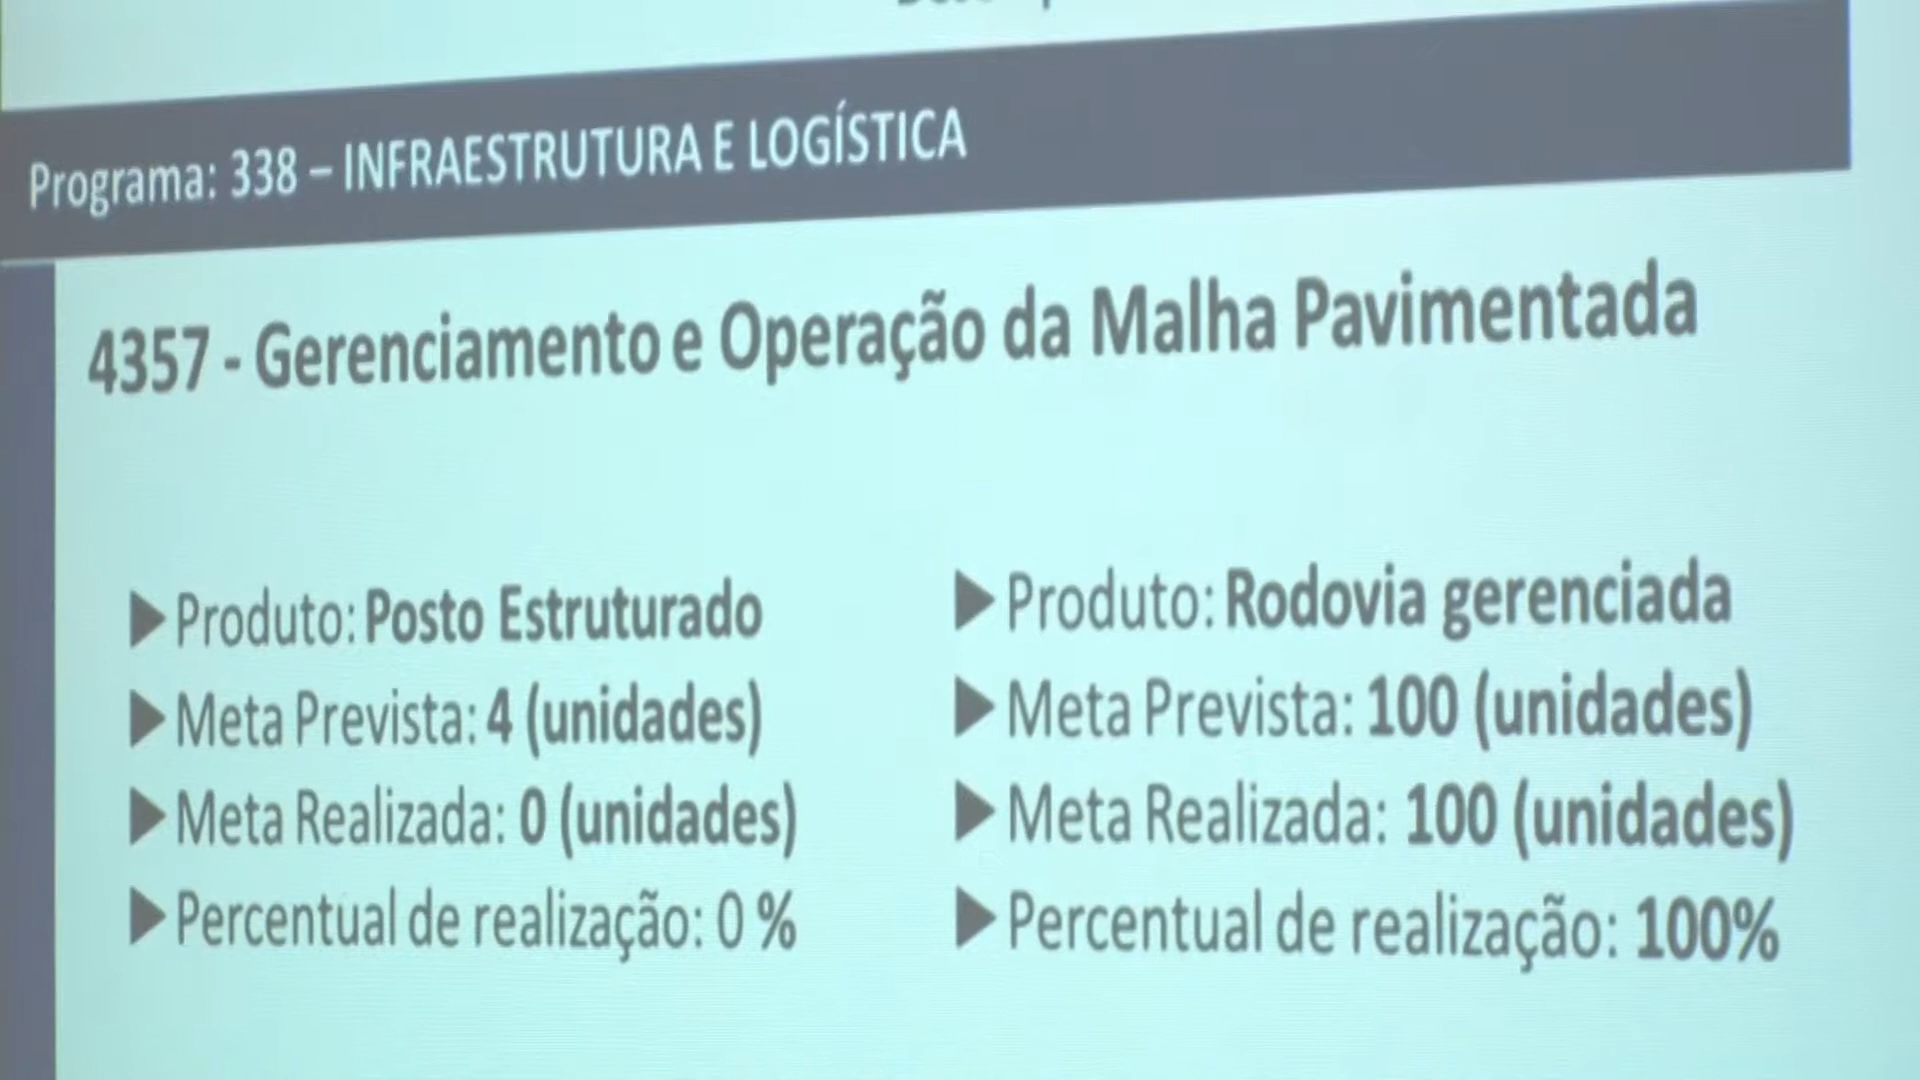 Programa: 338 – INFRAESTRUTURA E LOGÍSTICA
4357 - Gerenciamento e Operação da Malha Pavimentada
Produto: Posto Estruturado
Meta Prevista: 4 (unidades)
Meta Realizada: 0 (unidades)
Percentual de realização: 0 %
Produto: Rodovia gerenciada
Meta Prevista: 100 (unidades)
Meta Realizada: 100 (unidades)
Percentual de realização: 100%